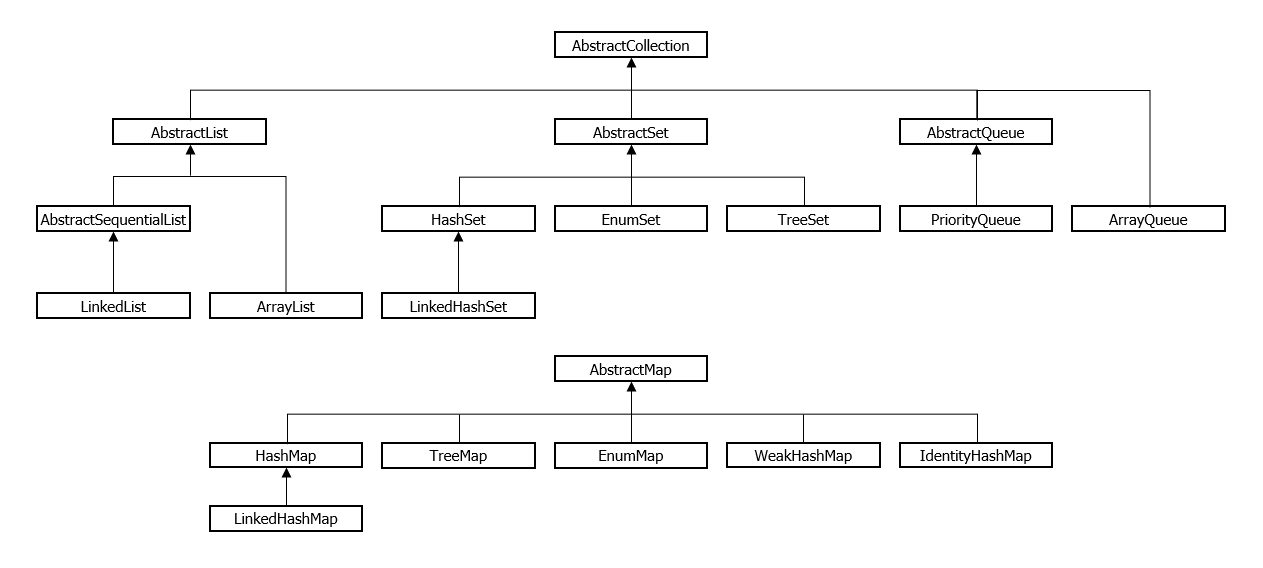 AbstractCollection
AbstractList
AbstractSet
AbstractQueue
AbstractSequentialList
HashSet
EnumSet
TreeSet
PriorityQueue
ArrayQueue
LinkedList
ArrayList
LinkedHashSet
AbstractMap
HashMap
TreeMap
EnumMap
WeakHashMap
IdentityHashMap
LinkedHashMap